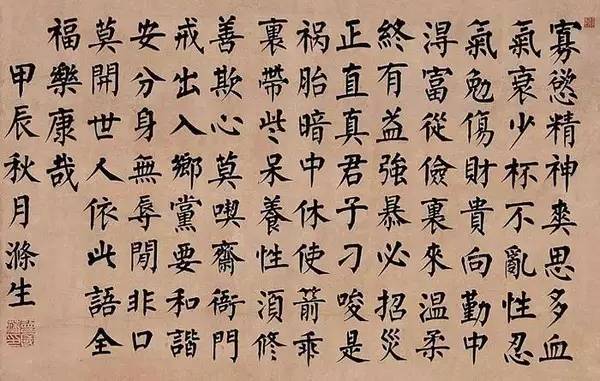 寡慾精神爽思多血
氣衰少杯不亂性忍
氣勉傷財貴向勤中
淂富從儉裏來溫柔
終有益強暴必招災
正直真君子刁唆是
祸胎暗中休使箭乖
裏帶些呆養性湏修
善欺心莫喫齋衙門
戒出入鄉黨要和諧
安分身無辱閒非口
莫開世人依此語全
福樂康哉
甲辰秋月滌生